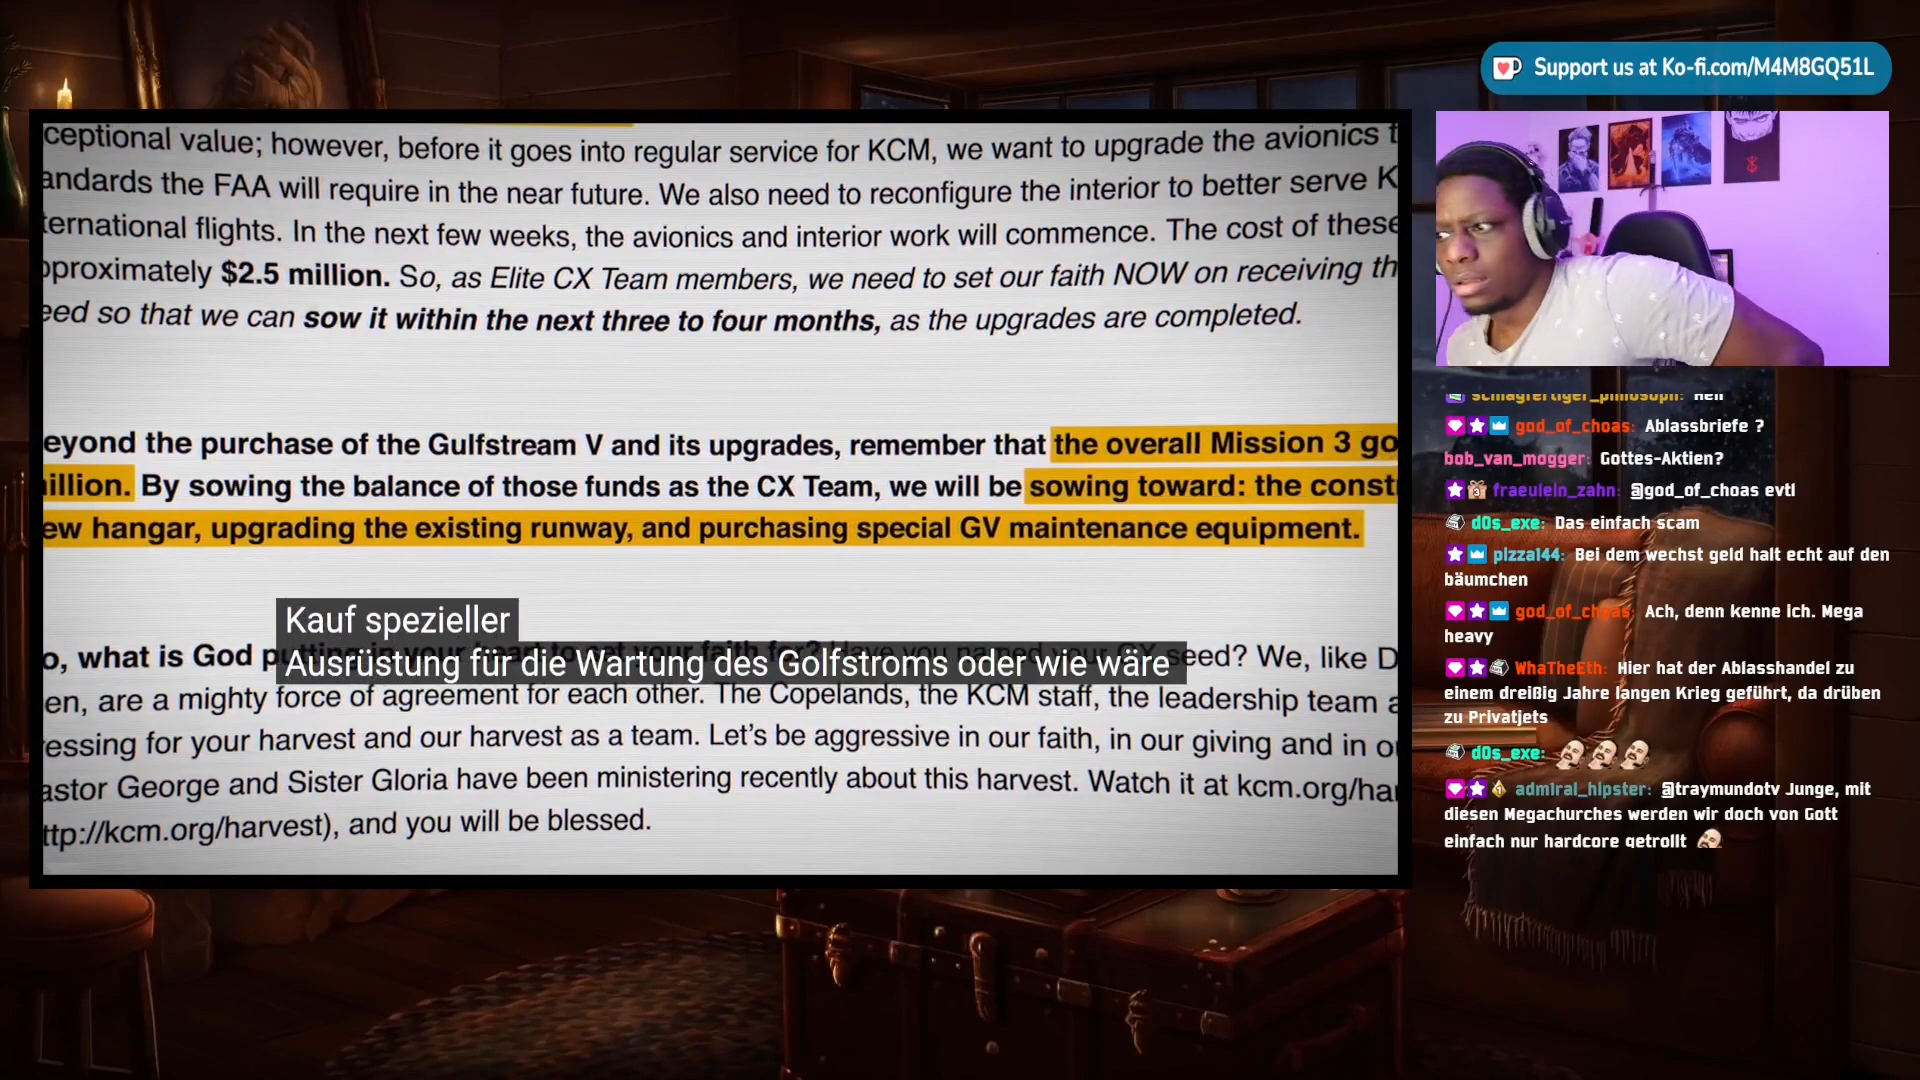 Support us at Ko-fi.com/M4M8GQ51L
ceptional value; however, before it goes into regular service for KCM, we want to upgrade the avionics t
andards the FAA will require in the near future. We also need to reconfigure the interior to better serve K
ternational flights. In the next few weeks, the avionics and interior work will commence. The cost of these
pproximately $2.5 million. So, as Elite CX Team members, we need to set our faith NOW on receiving th
eed so that we can sow it within the next three to four months, as the upgrades are completed.
eyond the purchase of the Gulfstream V and its upgrades, remember that the overall Mission 3 go
illion. By sowing the balance of those funds as the CX Team, we will be sowing toward: the constr
ew hangar, upgrading the existing runway, and purchasing special GV maintenance equipment.
Kauf spezieller
Ausrüstung für die Wartung des Golfstroms oder wie wäre
o, what is God seed? We, like D
en, are a mighty force of agreement for each other. The Copelands, the KCM staff, the leadership team a
essing for your harvest and our harvest as a team. Let's be aggressive in our faith, in our giving and in o
astor George and Sister Gloria have been ministering recently about this harvest. Watch it at kcm.org/har
ttp://kcm.org/harvest), and you will be blessed.
schlagfertiger_philosoph:
god_of_choas: Ablassbriefe ?
bob_van_mogger: Gottes-Aktien?
fraeulein_zahn: @god_of_choas evtl
d0s_exe: Das einfach scam
pizza144: Bei dem wechst geld halt echt auf den
bäumchen
god_of_choas: Ach, denn kenne ich. Mega
heavy
WhaTheEth: Hier hat der Ablasshandel zu
einem dreißig Jahre langen Krieg geführt, da drüben
zu Privatjets
d0s_exe:
adm1ral_hipster: @traymundotv Junge, mit
diesen Megachurches werden wir doch von Gott
einfach nur hardcore getrollt